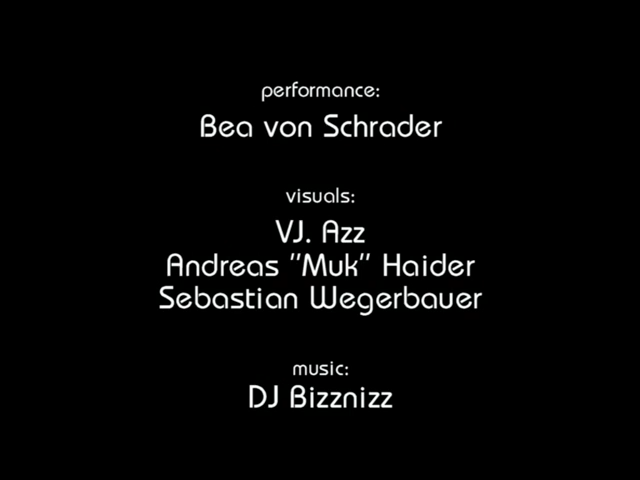 performance:
Bea von Schrader
visuals:
VJ. Azz
Andreas "Muk" Haider
Sebastian Wegerbauer
music:
DJ Bizznizz